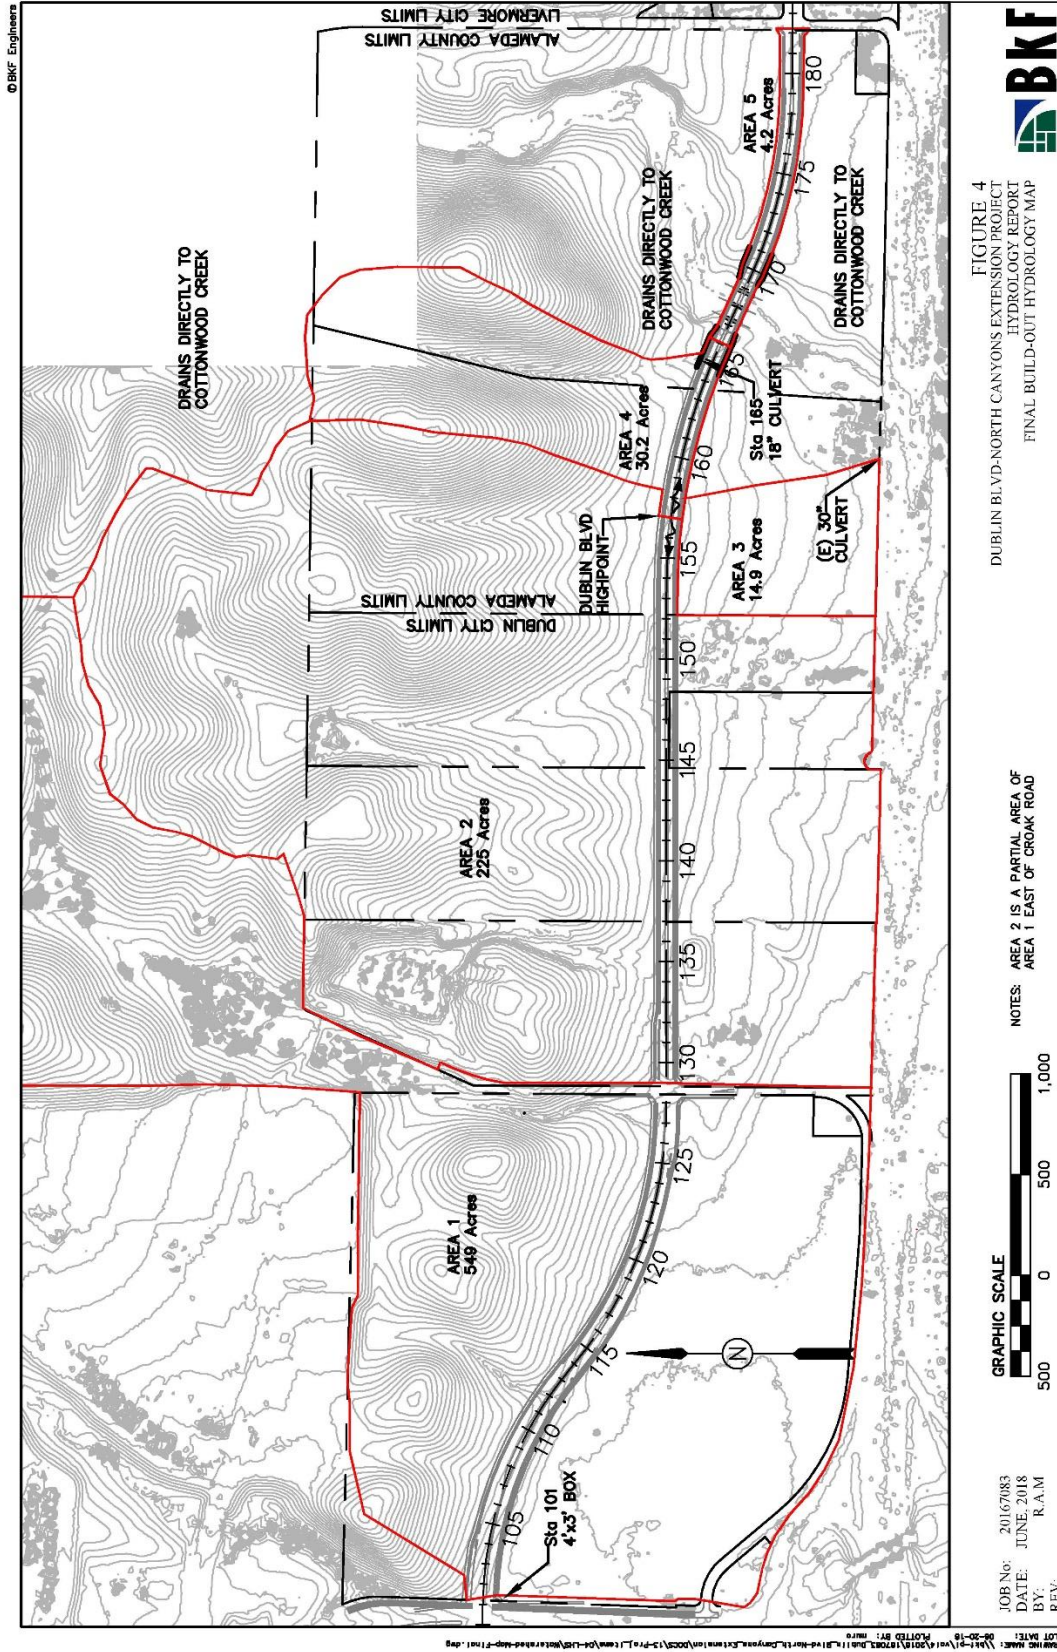 ©BKF Engineers
LIVERMORE CITY LIMITS
ALAMEDA COUNTY LIMITS
DRAINS DIRECTLY TO
COTTONWOOD CREEK
DRAINS DIRECTLY TO
COTTONWOOD CREEK
DRAINS DIRECTLY TO
COTTONWOOD CREEK
AREA 5
4.2 Acres
AREA 4
30.2 Acres
Sta 165
18" CULVERT
DUBLIN BLVD
HIGHPOINT
(E) 30"
CULVERT
AREA 3
14.9 Acres
ALAMEDA COUNTY LIMITS
DUBLIN CITY LIMITS
AREA 2
225 Acres
AREA 1
549 Acres
Sta 101
4'x3' BOX
105
110
115
120
125
130
135
140
145
150
155
160
165
170
175
180
N
GRAPHIC SCALE
500 0 500 1,000
NOTES: AREA 2 IS A PARTIAL AREA OF
AREA 1 EAST OF CROAK ROAD
JOB No: 20167083
DATE: JUNE, 2018
BY: R.A.M
REV:
FIGURE 4
DUBLIN BLVD-NORTH CANYONS EXTENSION PROJECT
HYDROLOGY REPORT
FINAL BUILD-OUT HYDROLOGY MAP
BKF